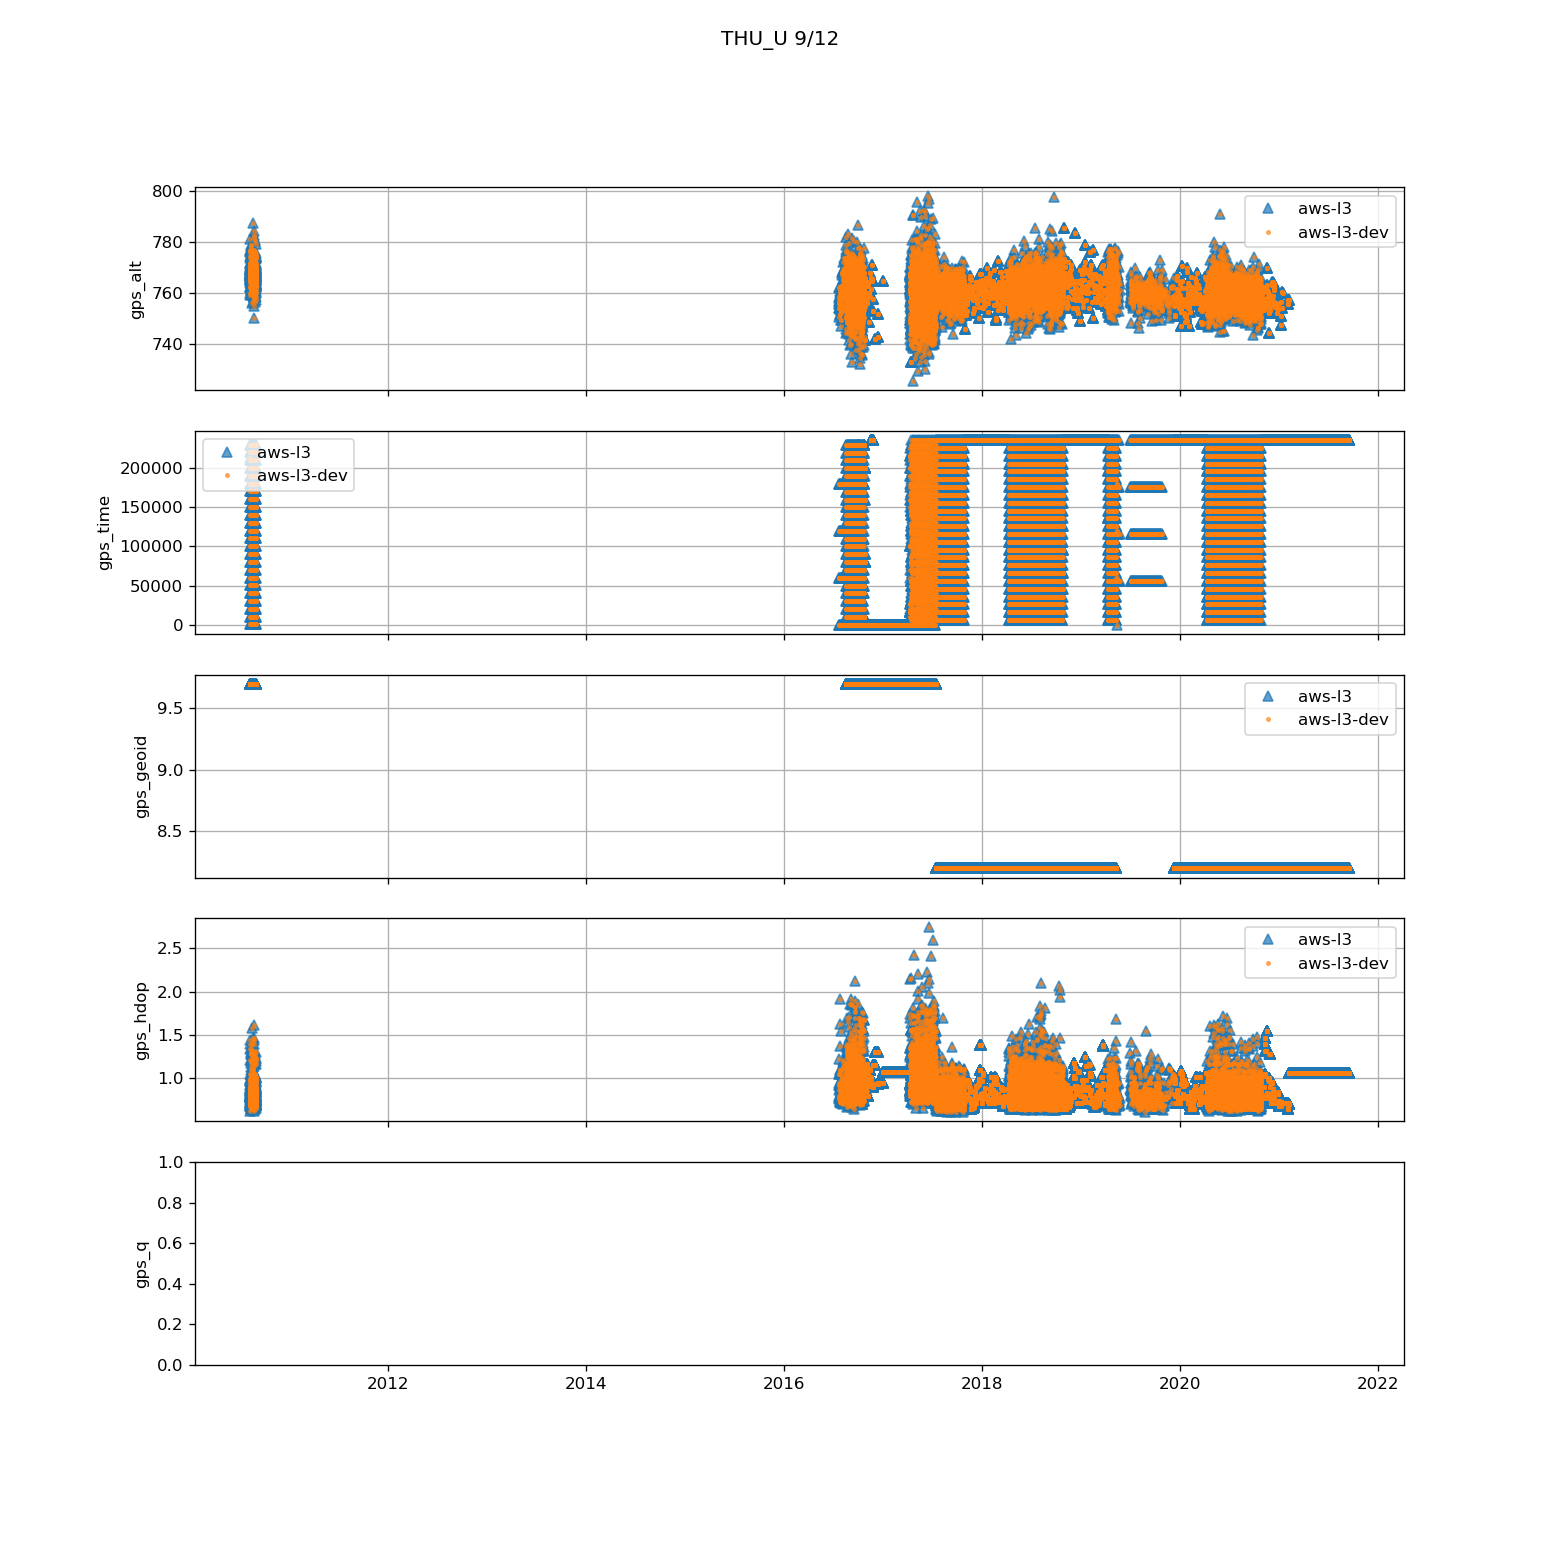 THU_U 9/12
800
780
760
740
gps_alt
aws-l3
aws-l3-dev
200000
150000
100000
50000
0
gps_time
aws-l3
aws-l3-dev
9.5
9.0
8.5
gps_geoid
aws-l3
aws-l3-dev
2.5
2.0
1.5
1.0
gps_hdop
aws-l3
aws-l3-dev
1.0
0.8
0.6
0.4
0.2
0.0
gps_q
2012 2014 2016 2018 2020 2022